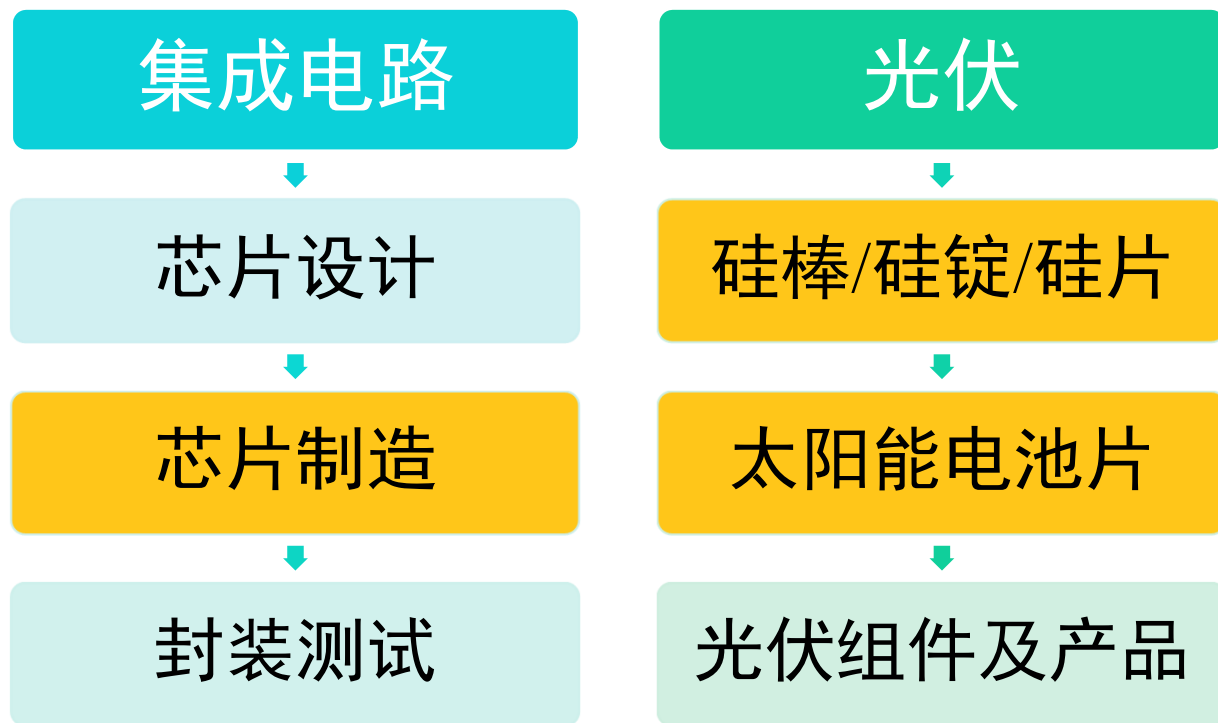 集成电路
芯片设计
芯片制造
封装测试
光伏
硅棒/硅锭/硅片
太阳能电池片
光伏组件及产品